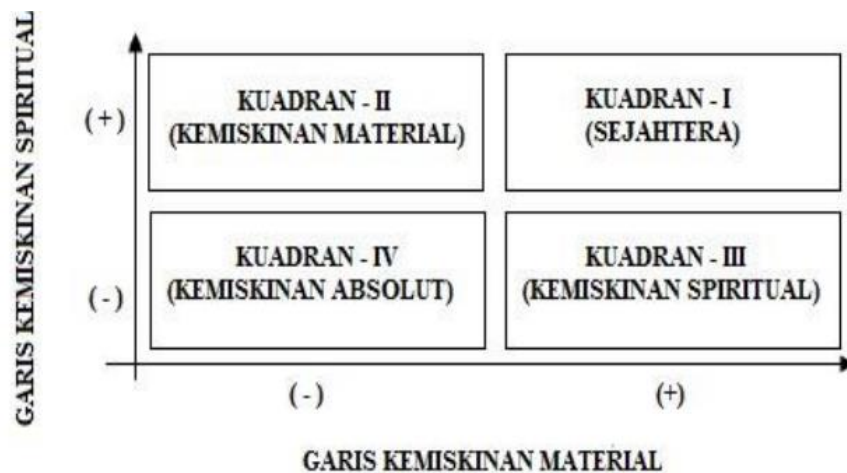 GARIS KEMISKINAN SPIRITUAL
(+)
KUADRAN - II
(KEMISKINAN MATERIAL)
KUADRAN - I
(SEJAHTERA)
(-)
KUADRAN - IV
(KEMISKINAN ABSOLUT)
KUADRAN - III
(KEMISKINAN SPIRITUAL)
(-)
(+)
GARIS KEMISKINAN MATERIAL